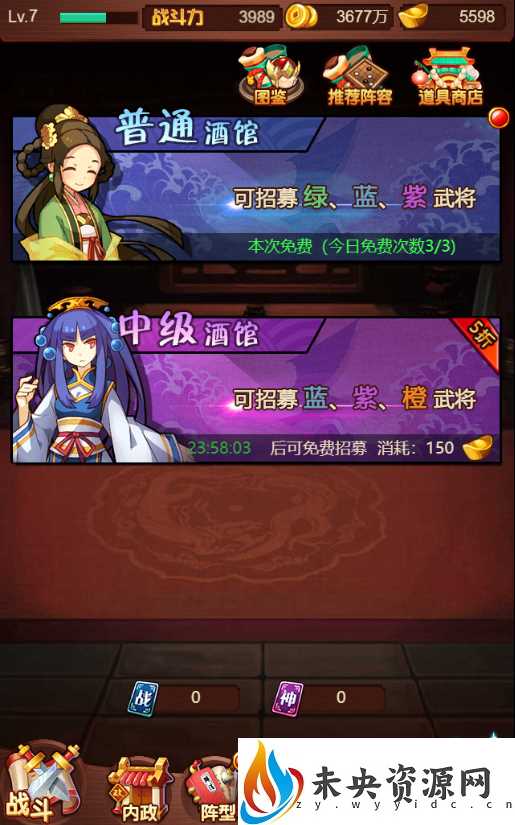 Lv.7 战斗力 3989 3677万 5598
图鉴 推荐阵容 道具商店
普通酒馆
可招募 绿、蓝、紫 武将
本次免费（今日免费次数3/3）
中级酒馆
5折
可招募 蓝、紫、橙 武将
23:58:03 后可免费招募 消耗：150
战 0 神 0
战斗 内政 阵型
未央资源网
zy.wyyidc.cn